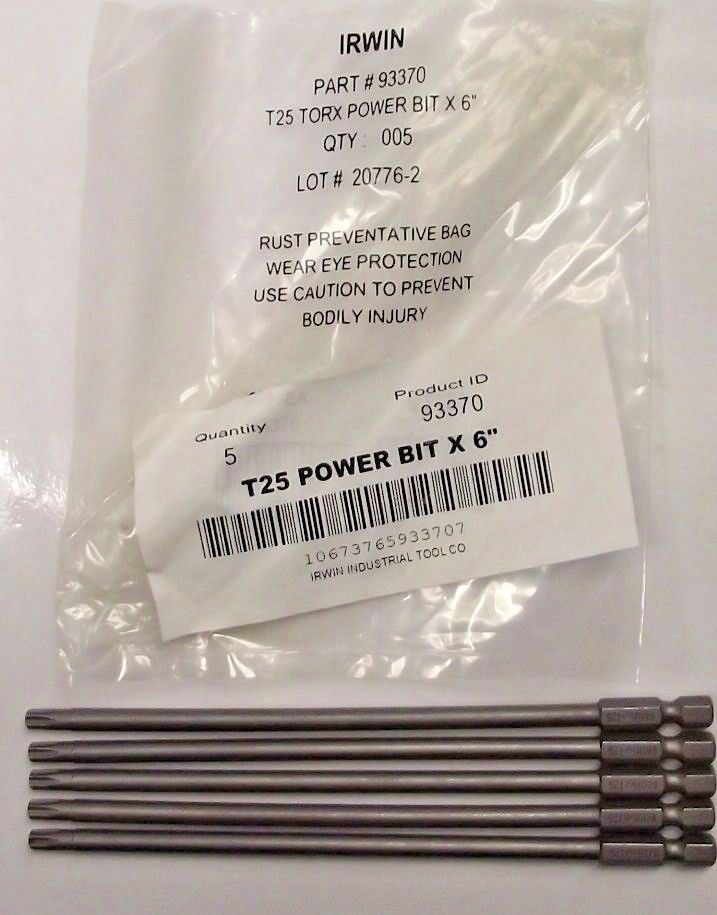 IRWIN
PART # 93370
T25 TORX POWER BIT X 6"
QTY : 005
LOT # 20776-2
RUST PREVENTATIVE BAG
WEAR EYE PROTECTION
USE CAUTION TO PREVENT
BODILY INJURY
Quantity
5
Product ID
93370
T25 POWER BIT X 6"
10673765933707
IRWIN INDUSTRIAL TOOL CO